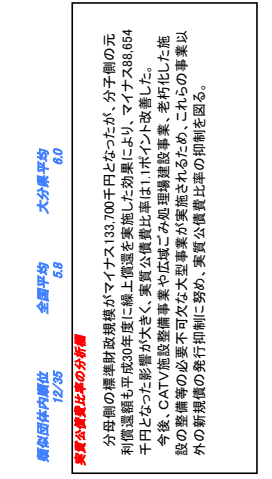 類似団体内順位 全国平均 大分県平均
12/35 5.8 6.0
実質公債費比率の分析欄
分母側の標準財政規模がマイナス133,700千円となったが、分子側の元
利償還額も平成30年度に繰上償還を実施した効果により、マイナス88,654
千円となった影響が大きく、実質公債費比率は1.1ポイント改善した。
今後、CATV施設整備事業や広域ごみ処理場建設事業、老朽化した施
設の整備等の必要不可欠な大型事業が実施されるため、これらの事業以
外の新規債の発行抑制に努め、実質公債費比率の抑制を図る。